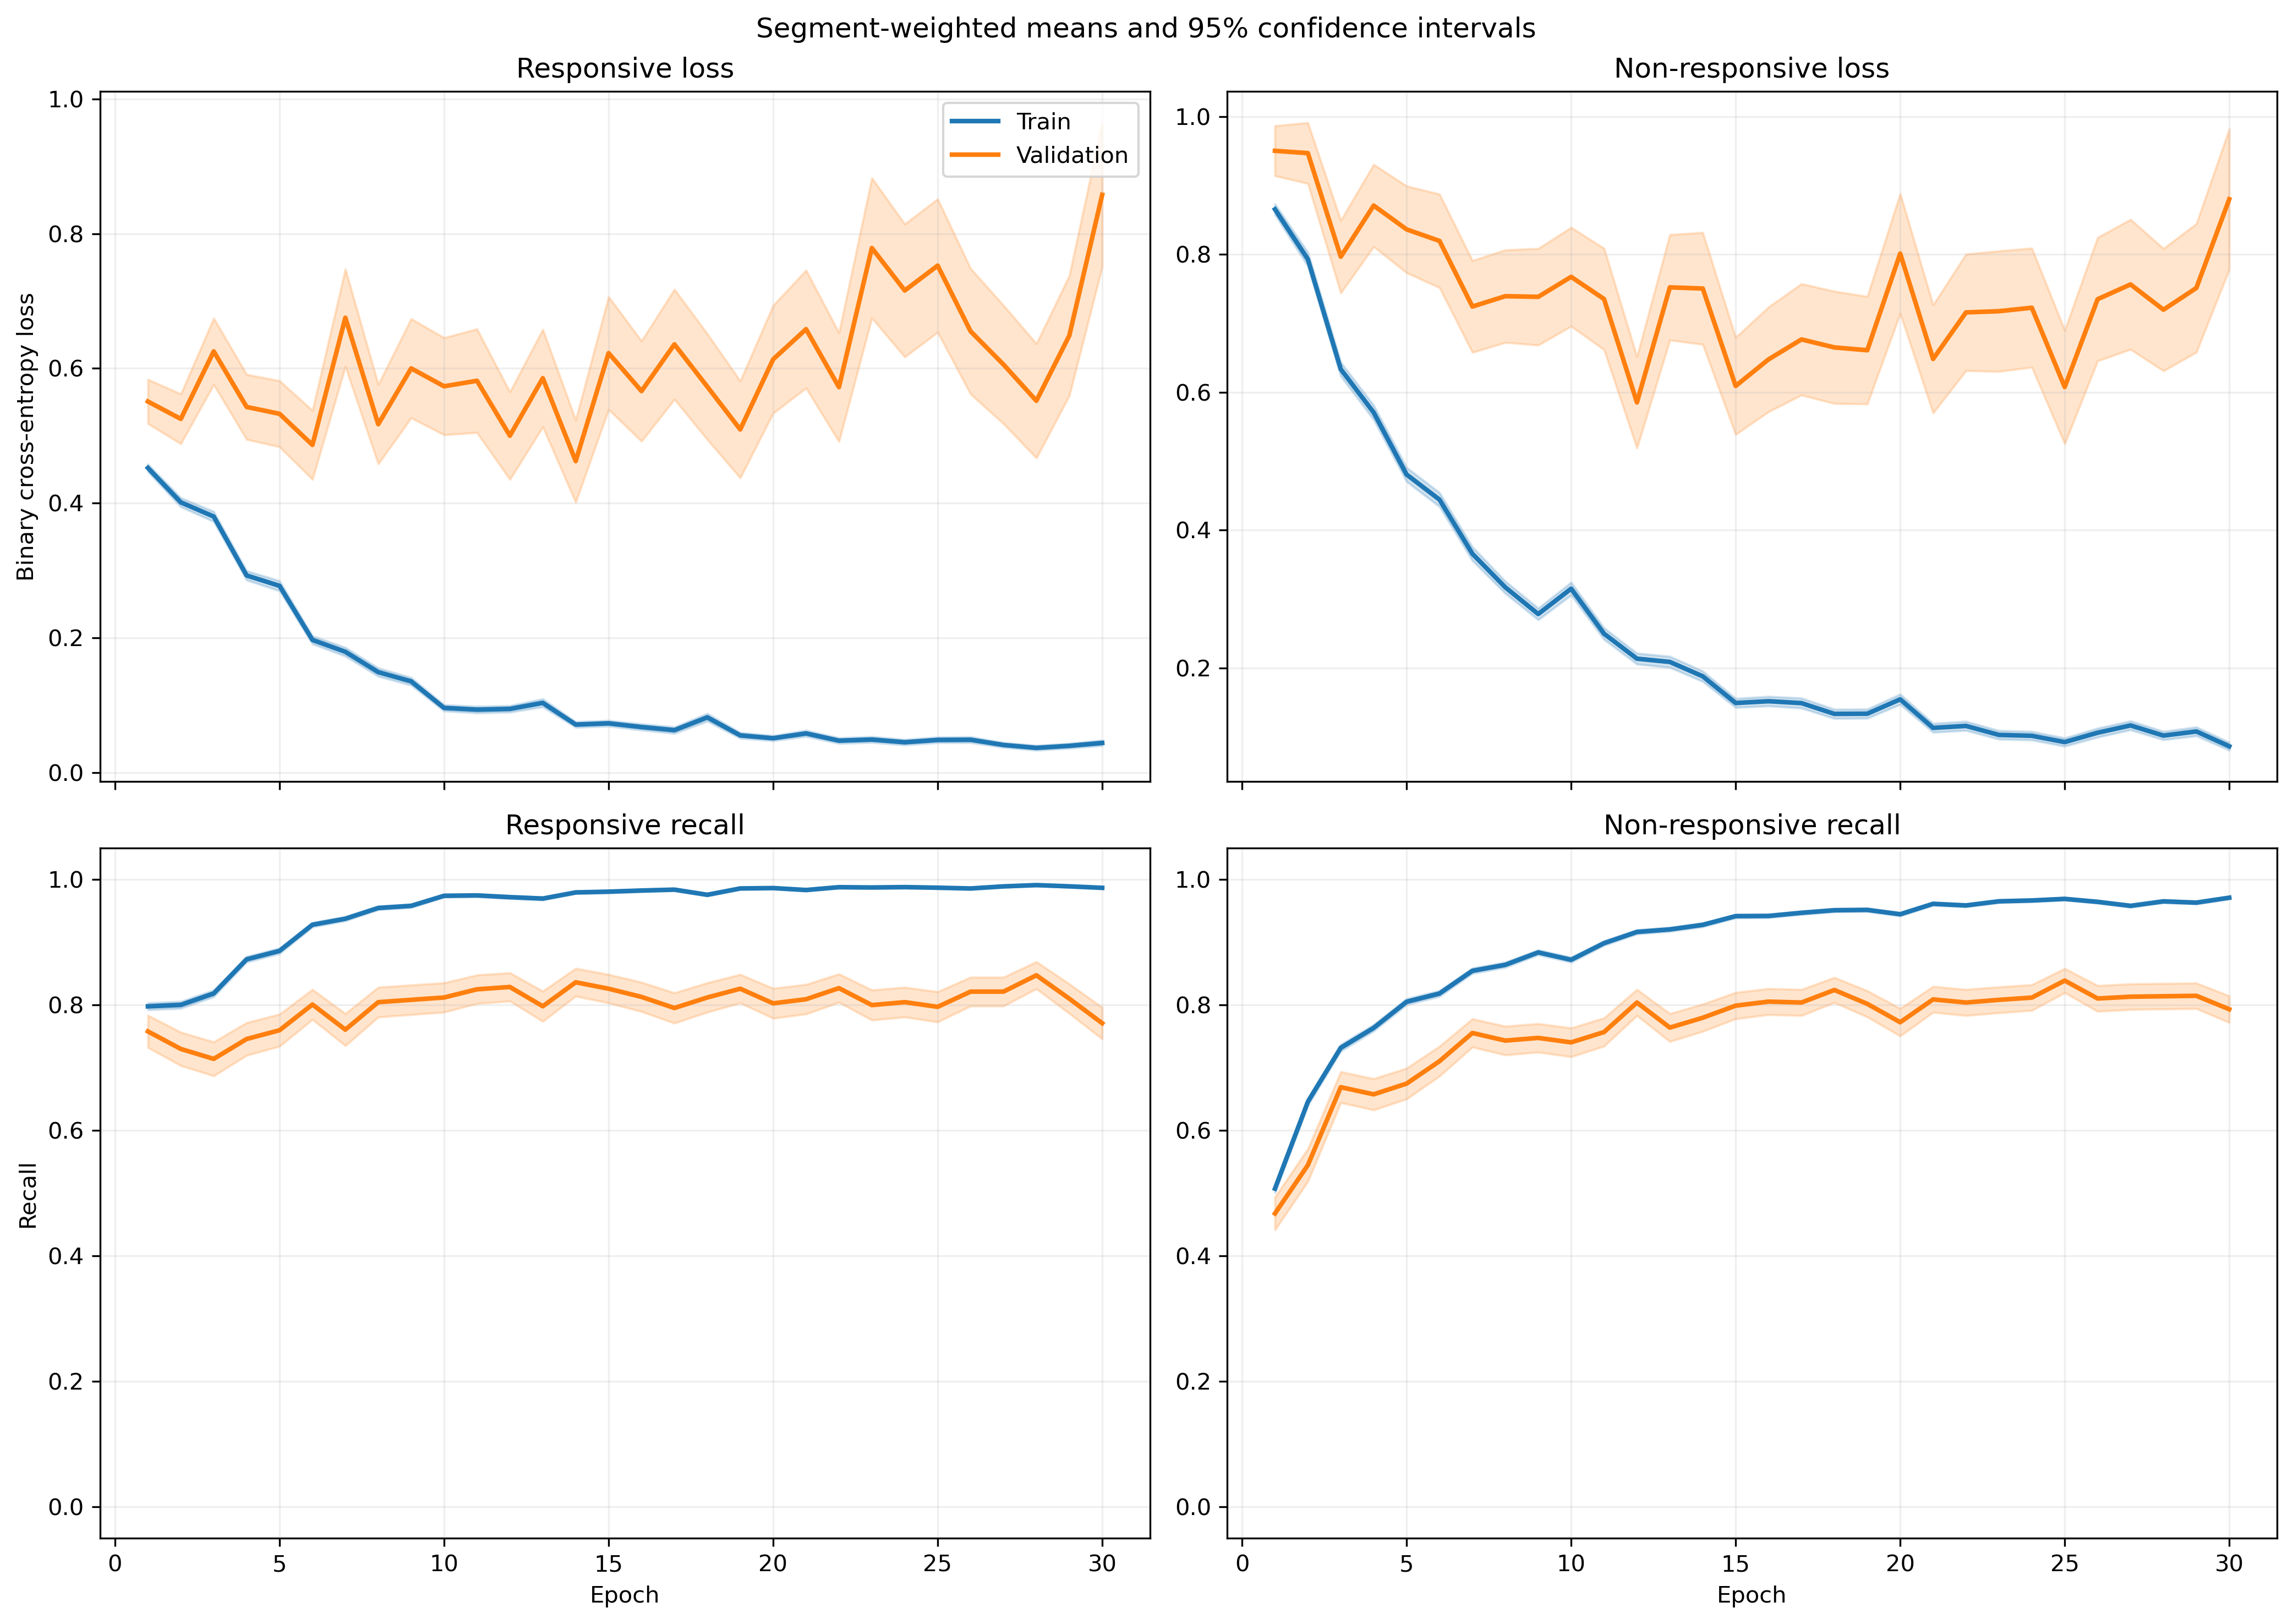 Segment-weighted means and 95% confidence intervals
Responsive loss
Non-responsive loss
Binary cross-entropy loss
1.0
0.8
0.6
0.4
0.2
0.0
Train
Validation
1.0
0.8
0.6
0.4
0.2
Responsive recall
Non-responsive recall
Recall
1.0
0.8
0.6
0.4
0.2
0.0
0 5 10 15 20 25 30
Epoch
1.0
0.8
0.6
0.4
0.2
0.0
0 5 10 15 20 25 30
Epoch